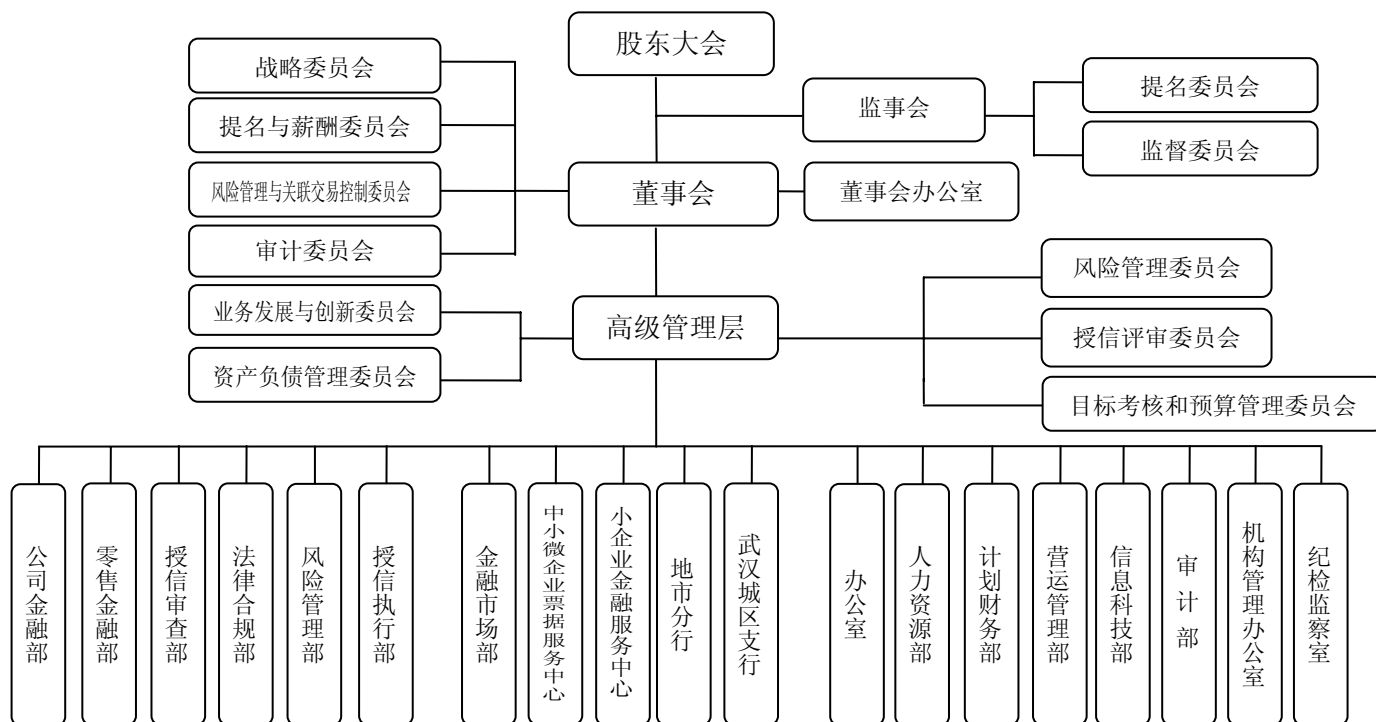 股东大会
战略委员会
提名与薪酬委员会
风险管理与关联交易控制委员会
审计委员会
业务发展与创新委员会
资产负债管理委员会
监事会
提名委员会
监督委员会
董事会
董事会办公室
高级管理层
风险管理委员会
授信评审委员会
目标考核和预算管理委员会
公司金融部
零售金融部
授信审查部
法律合规部
风险管理部
授信执行部
金融市场部
中小微企业票据服务中心
小企业金融服务中心
地市分行
武汉城区支行
办公室
人力资源部
计划财务部
营运管理部
信息科技部
审计部
机构管理办公室
纪检监察室